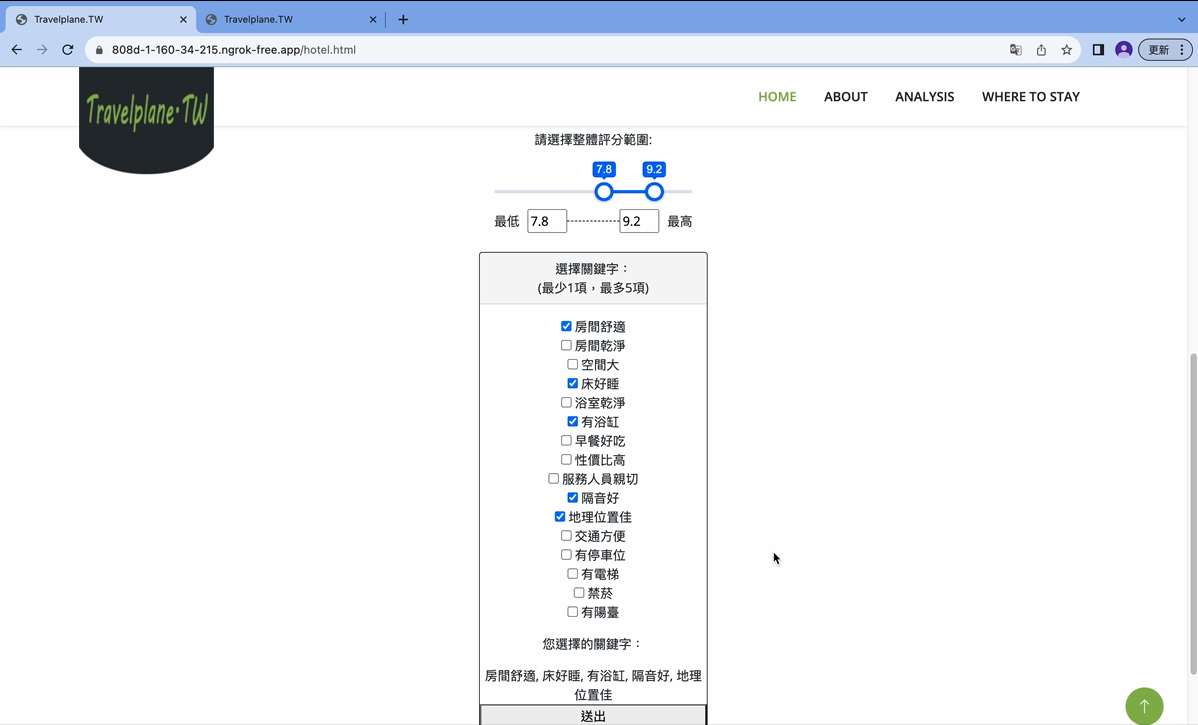 Travelplane.TW
Travelplane.TW
808d-1-160-34-215.ngrok-free.app/hotel.html
更新
Travelplane·TW
HOME ABOUT ANALYSIS WHERE TO STAY
請選擇整體評分範圍:
7.8 9.2
最低 7.8 ------------ 9.2 最高
選擇關鍵字：
(最少1項，最多5項)
房間舒適
房間乾淨
空間大
床好睡
浴室乾淨
有浴缸
早餐好吃
性價比高
服務人員親切
隔音好
地理位置佳
交通方便
有停車位
有電梯
禁菸
有陽臺
您選擇的關鍵字：
房間舒適, 床好睡, 有浴缸, 隔音好, 地理
位置佳
送出